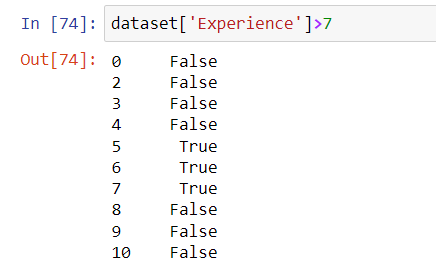 In [74]: dataset['Experience']>7
Out[74]: 0     False
2     False
3     False
4     False
5      True
6      True
7      True
8     False
9     False
10    False